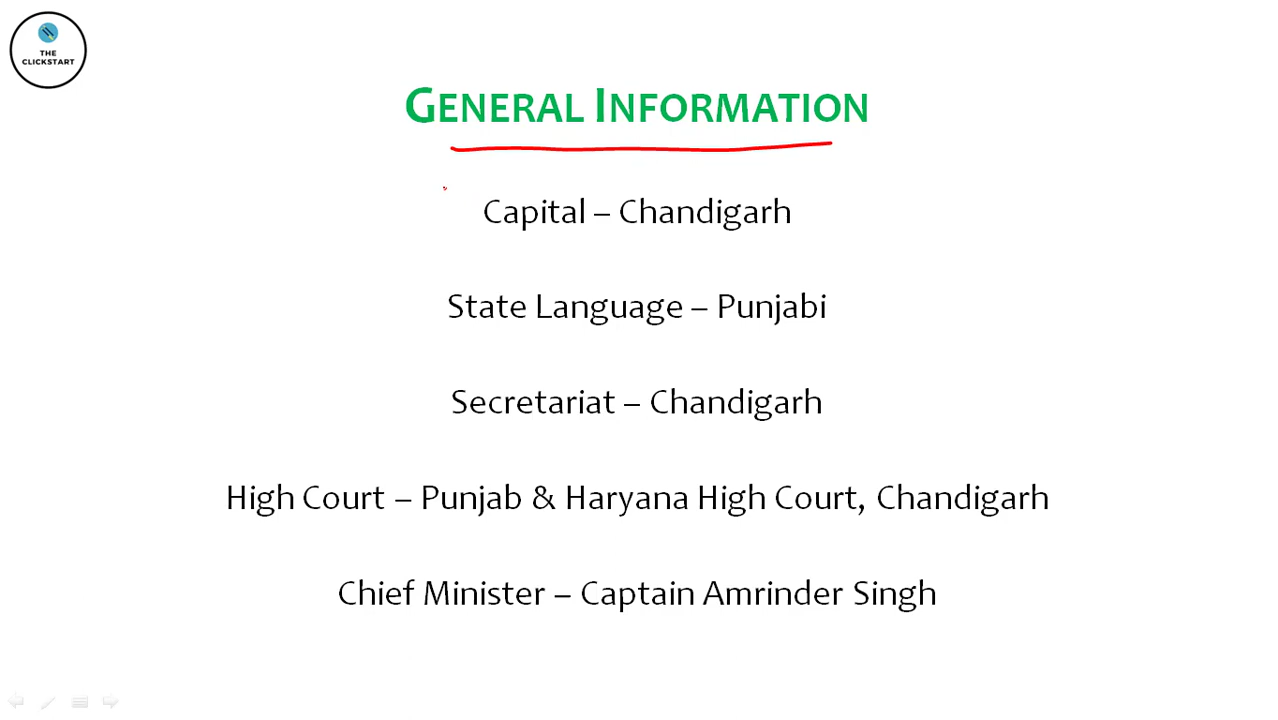 THE
CLICKSTART
GENERAL INFORMATION
Capital – Chandigarh
State Language – Punjabi
Secretariat – Chandigarh
High Court – Punjab & Haryana High Court, Chandigarh
Chief Minister – Captain Amrinder Singh